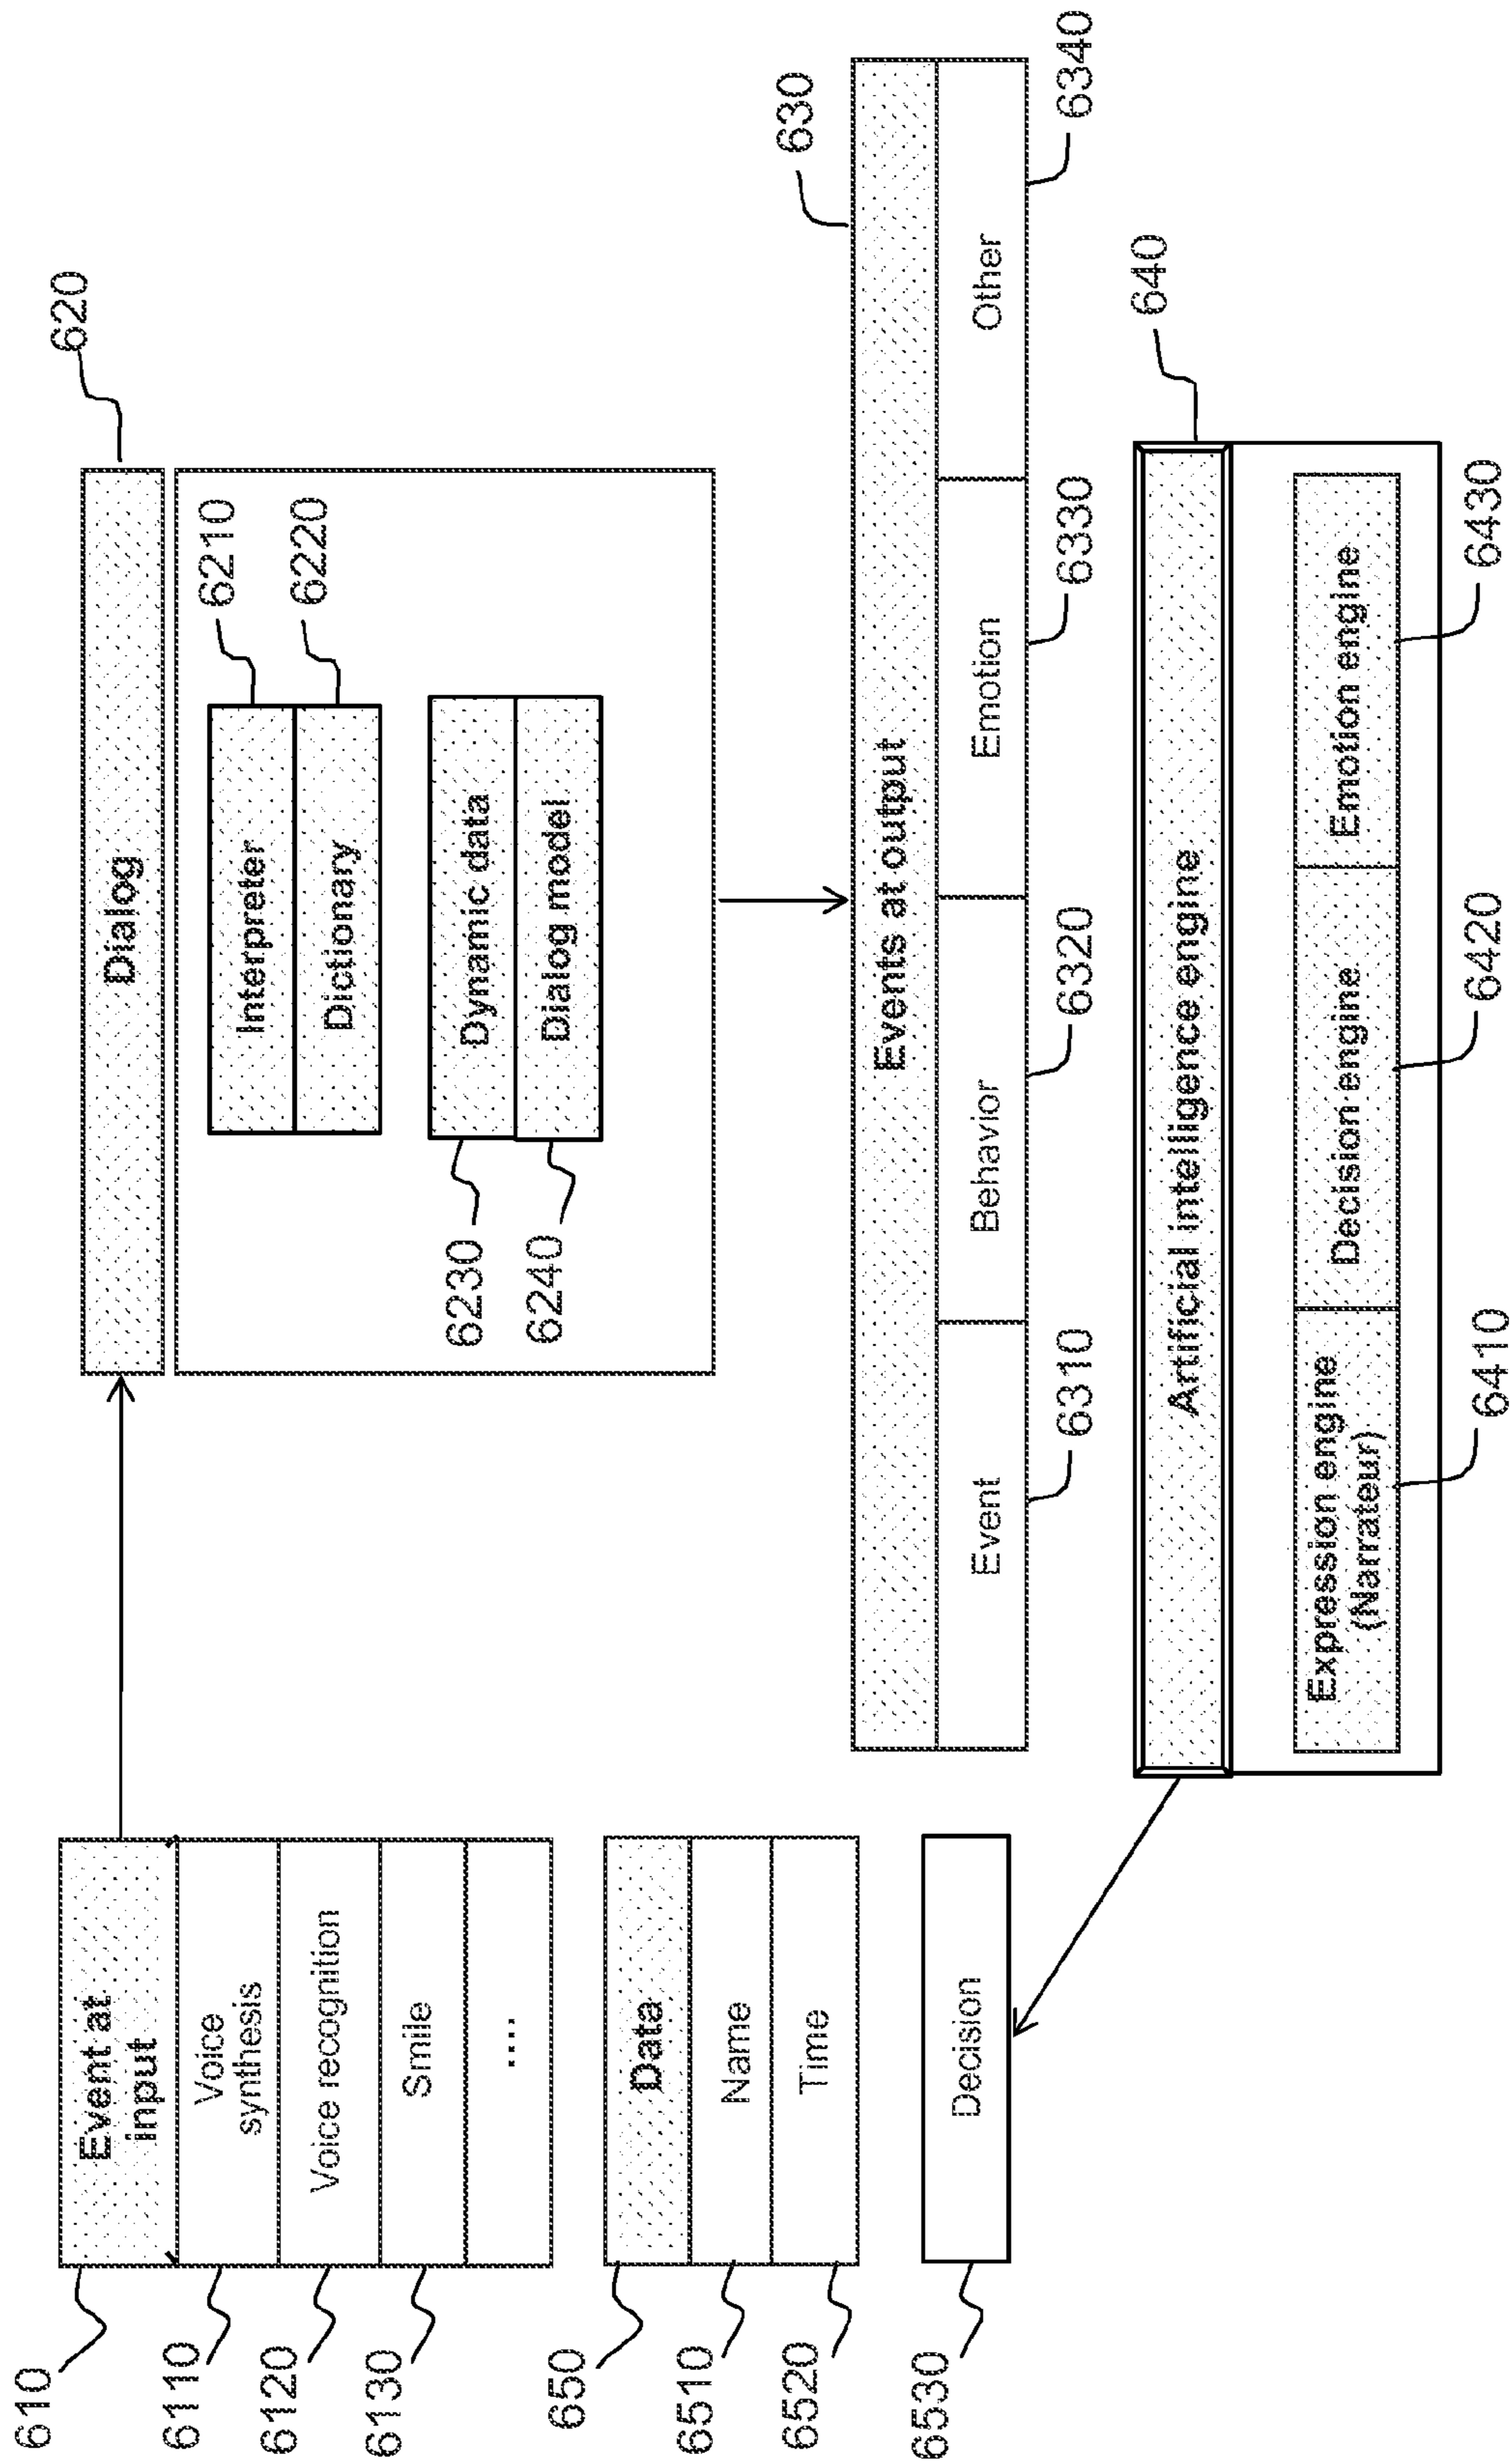 610
Event at
input
6110
Voice
synthesis
6120
Voice recognition
6130
Smile
....
650
Data
6510
Name
6520
Time
6530
Decision
620
Dialog
6210
Interpreter
6220
Dictionary
6230
Dynamic data
6240
Dialog model
630
Events at output
Event
Behavior
Emotion
Other
6310
6320
6330
6340
640
Artificial intelligence engine
Expression engine
(Narrateur)
Decision engine
Emotion engine
6410
6420
6430